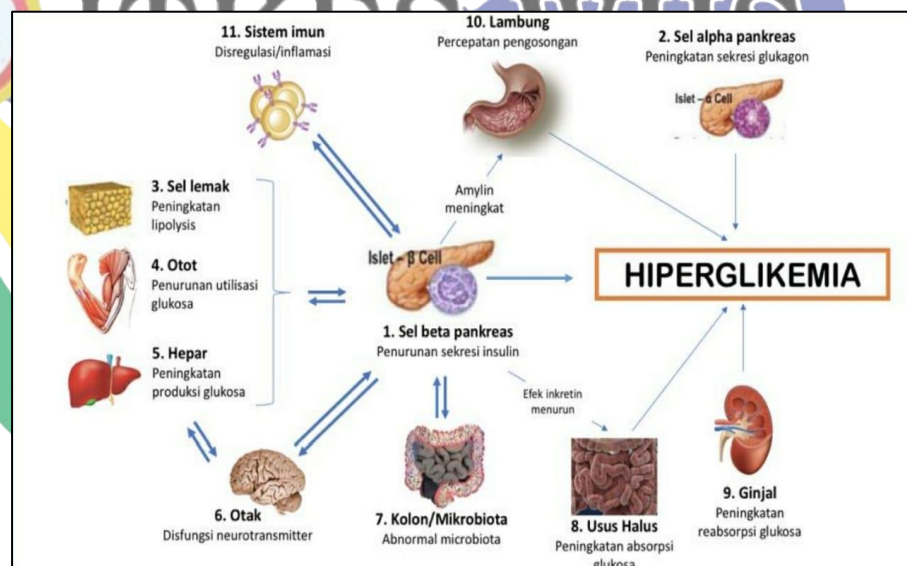 11. Sistem imun
Disregulasi/inflamasi
10. Lambung
Percepatan pengosongan
2. Sel alpha pankreas
Peningkatan sekresi glukagon
Islet – α Cell
3. Sel lemak
Peningkatan
lipolysis
Amylin
meningkat
4. Otot
Penurunan utilisasi
glukosa
Islet – β Cell
HIPERGLIKEMIA
1. Sel beta pankreas
Penurunan sekresi insulin
5. Hepar
Peningkatan
produksi glukosa
Efek inkretin
menurun
6. Otak
Disfungsi neurotransmitter
7. Kolon/Mikrobiota
Abnormal microbiota
8. Usus Halus
Peningkatan absorpsi
glukosa
9. Ginjal
Peningkatan
reabsorpsi glukosa